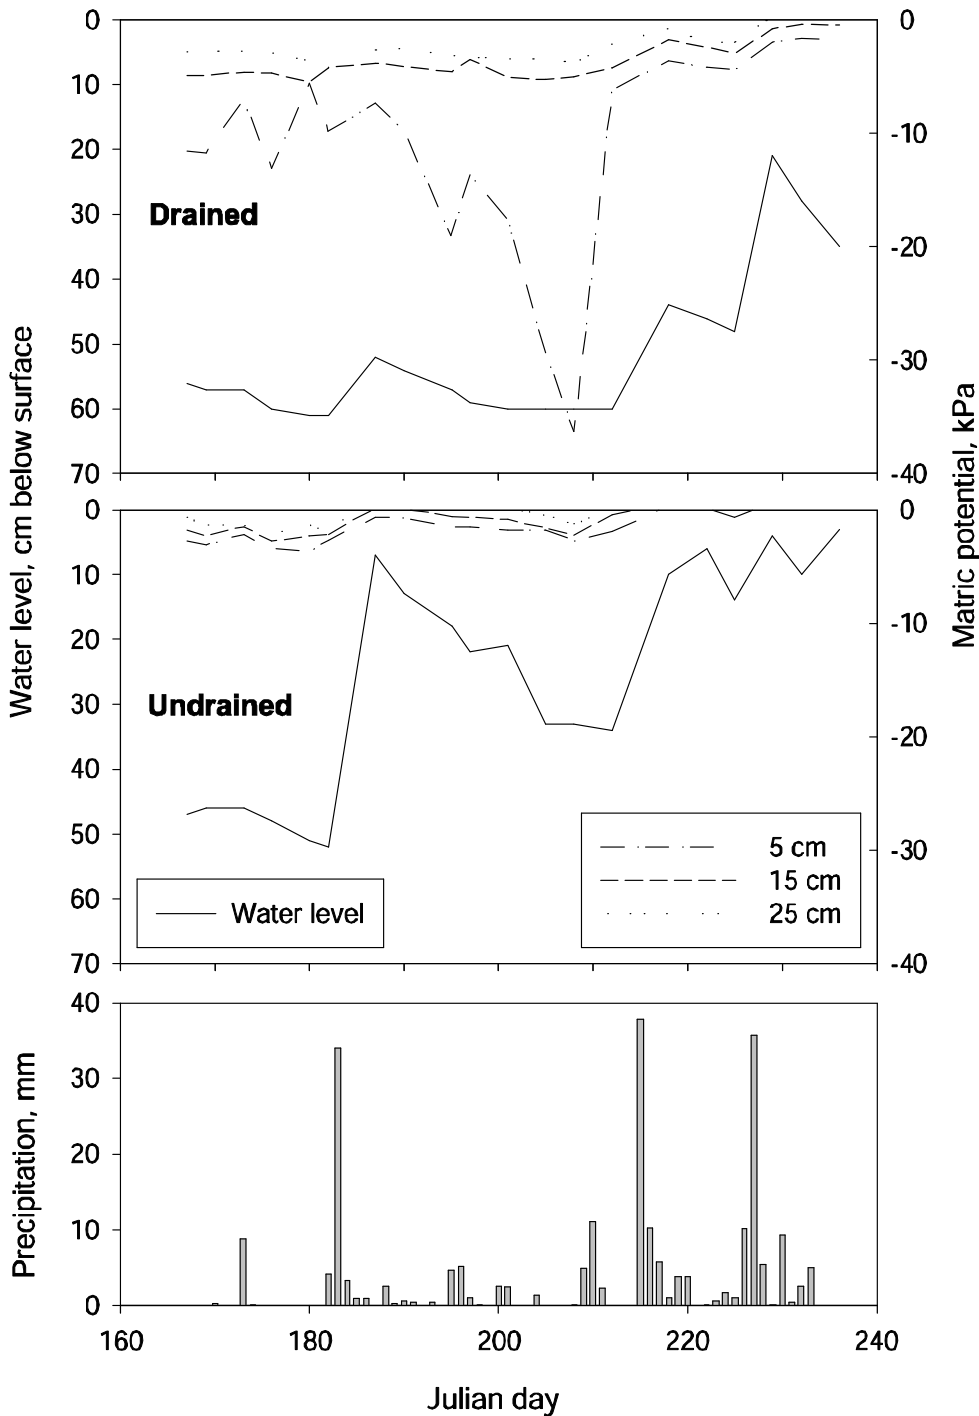 0
10
20
30
40
50
60
70
Drained
0
-10
-20
-30
-40
Water level, cm below surface
Matric potential, kPa
0
10
20
30
40
50
60
70
Undrained
0
-10
-20
-30
-40
Water level
5 cm
15 cm
25 cm
40
30
20
10
0
Precipitation, mm
160 180 200 220 240
Julian day